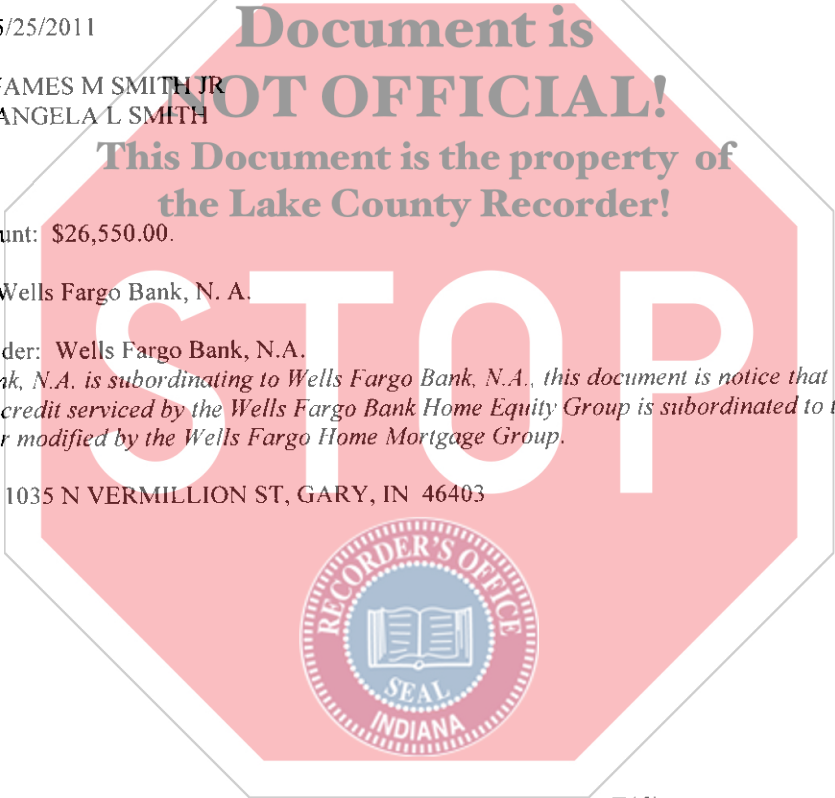 5/25/2011
Document is
JAMES M SMITH JR
NOT OFFICIAL!
ANGELA L SMITH
This Document is the property of
the Lake County Recorder!
unt: $26,550.00.
Wells Fargo Bank, N. A.
STOP
der: Wells Fargo Bank, N.A.
nk, N.A. is subordinating to Wells Fargo Bank, N.A., this document is notice that
credit serviced by the Wells Fargo Bank Home Equity Group is subordinated to t
r modified by the Wells Fargo Home Mortgage Group.
1035 N VERMILLION ST, GARY, IN 46403
RECORDER'S OFFICE
SEAL
INDIANA